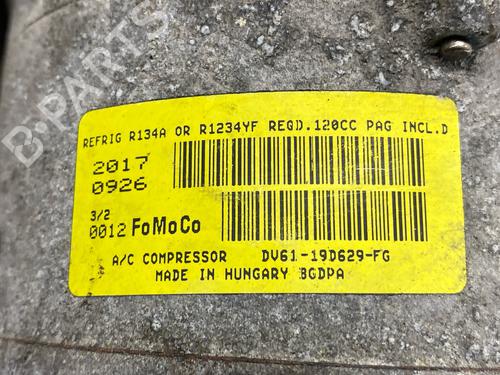 B-PARTS
REFRIG R134A OR R1234YF REQD.120CC PAG INCL.D
2017
0926
3/2
0012 FoMoCo
A/C COMPRESSOR DV61-19D629-FG
MADE IN HUNGARY BGDPA